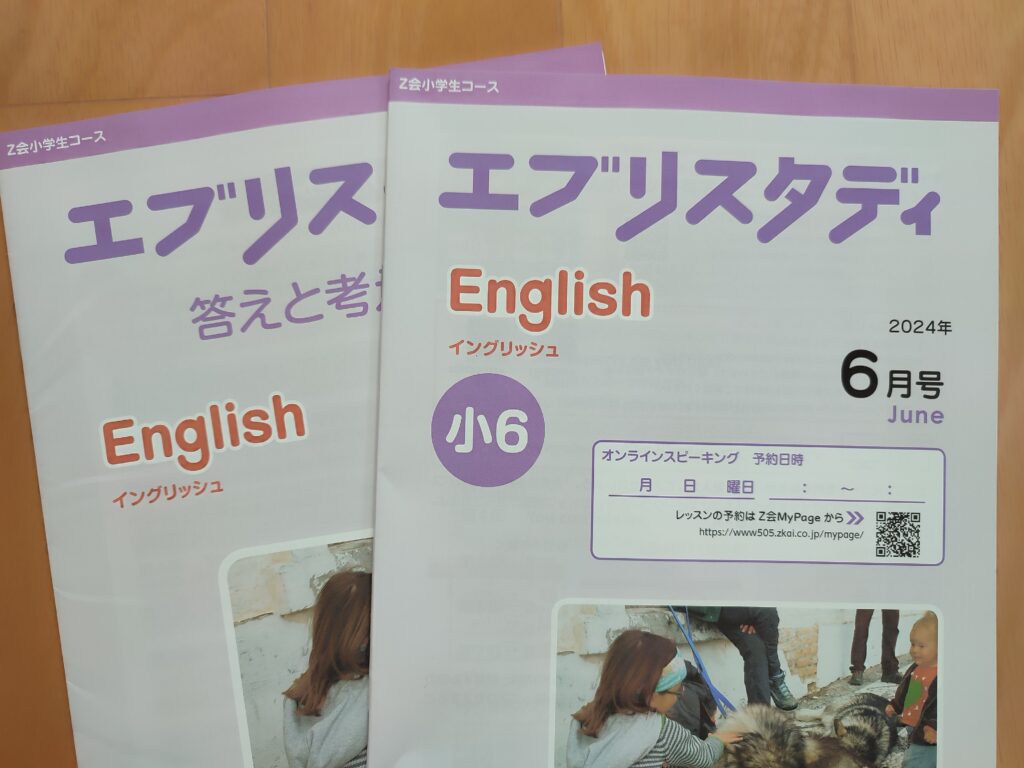 Z会小学生コース
エブリス
答えと考
English
イングリッシュ
Z会小学生コース
エブリスタディ
English
イングリッシュ
小6
2024年
6月号
June
オンラインスピーキング 予約日時
月 日 曜日 : ~ :
レッスンの予約は Z会MyPage から
https://www505.zkai.co.jp/mypage/